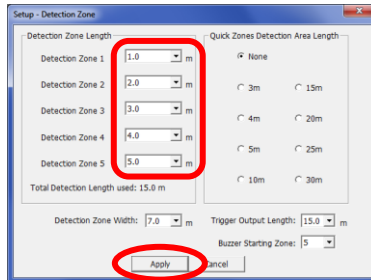 Setup - Detection Zone
Detection Zone Length
Detection Zone 1 1.0 m
Detection Zone 2 2.0 m
Detection Zone 3 3.0 m
Detection Zone 4 4.0 m
Detection Zone 5 5.0 m
Total Detection Length used: 15.0 m
Quick Zones Detection Area Length
None
3m 15m
4m 20m
5m 25m
10m 30m
Detection Zone Width: 7.0 m Trigger Output Length: 15.0 m
Buzzer Starting Zone: 5
Apply Cancel